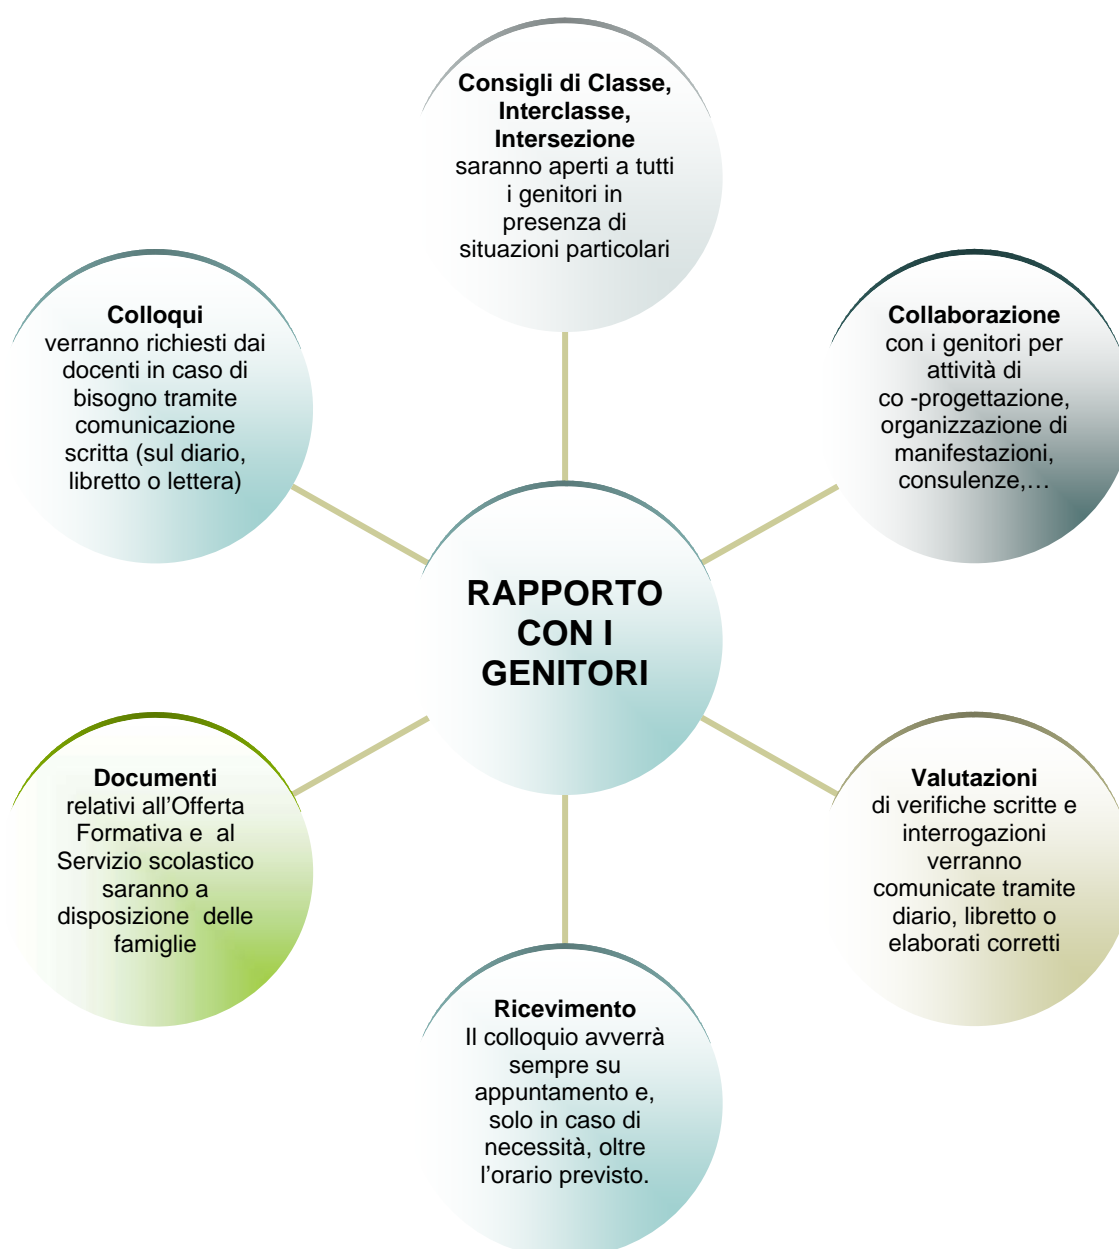 Consigli di Classe,
Interclasse,
Intersezione
saranno aperti a tutti
i genitori in
presenza di
situazioni particolari
Colloqui
verranno richiesti dai
docenti in caso di
bisogno tramite
comunicazione
scritta (sul diario,
libretto o lettera)
Collaborazione
con i genitori per
attività di
co -progettazione,
organizzazione di
manifestazioni,
consulenze,…
RAPPORTO
CON I
GENITORI
Documenti
relativi all’Offerta
Formativa e al
Servizio scolastico
saranno a
disposizione delle
famiglie
Valutazioni
di verifiche scritte e
interrogazioni
verranno
comunicate tramite
diario, libretto o
elaborati corretti
Ricevimento
Il colloquio avverrà
sempre su
appuntamento e,
solo in caso di
necessità, oltre
l’orario previsto.